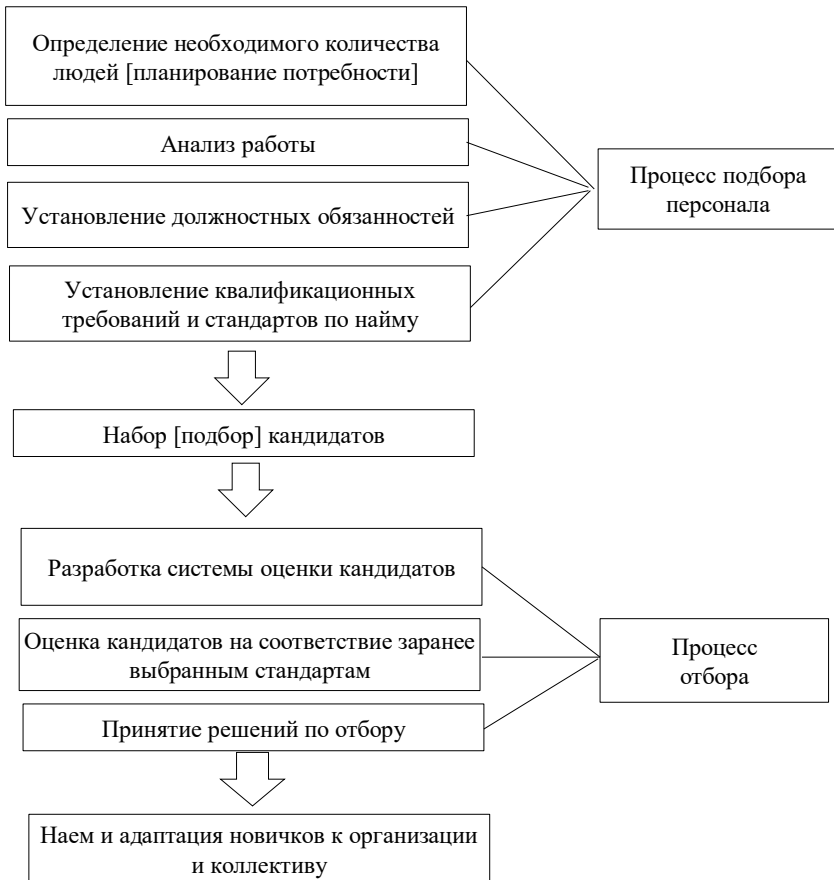 Определение необходимого количества
людей [планирование потребности]
Анализ работы
Установление должностных обязанностей
Установление квалификационных
требований и стандартов по найму
Процесс подбора
персонала
Набор [подбор] кандидатов
Разработка системы оценки кандидатов
Оценка кандидатов на соответствие заранее
выбранным стандартам
Принятие решений по отбору
Процесс
отбора
Наем и адаптация новичков к организации
и коллективу